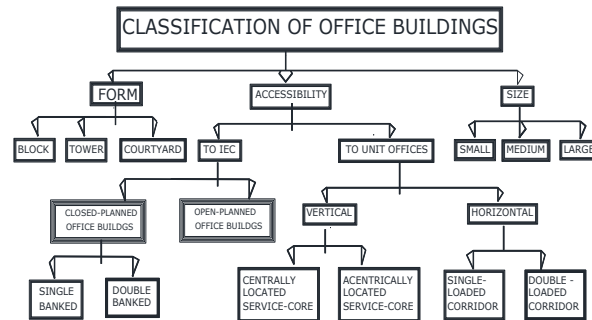 CLASSIFICATION OF OFFICE BUILDINGS
FORM
ACCESSIBILITY
SIZE
BLOCK
TOWER
COURTYARD
TO IEC
TO UNIT OFFICES
SMALL
MEDIUM
LARGE
CLOSED-PLANNED
OFFICE BUILDGS
OPEN-PLANNED
OFFICE BUILDGS
VERTICAL
HORIZONTAL
SINGLE
BANKED
DOUBLE
BANKED
CENTRALLY
LOCATED
SERVICE-CORE
ACENTRICALLY
LOCATED
SERVICE-CORE
SINGLE-
LOADED
CORRIDOR
DOUBLE -
LOADED
CORRIDOR